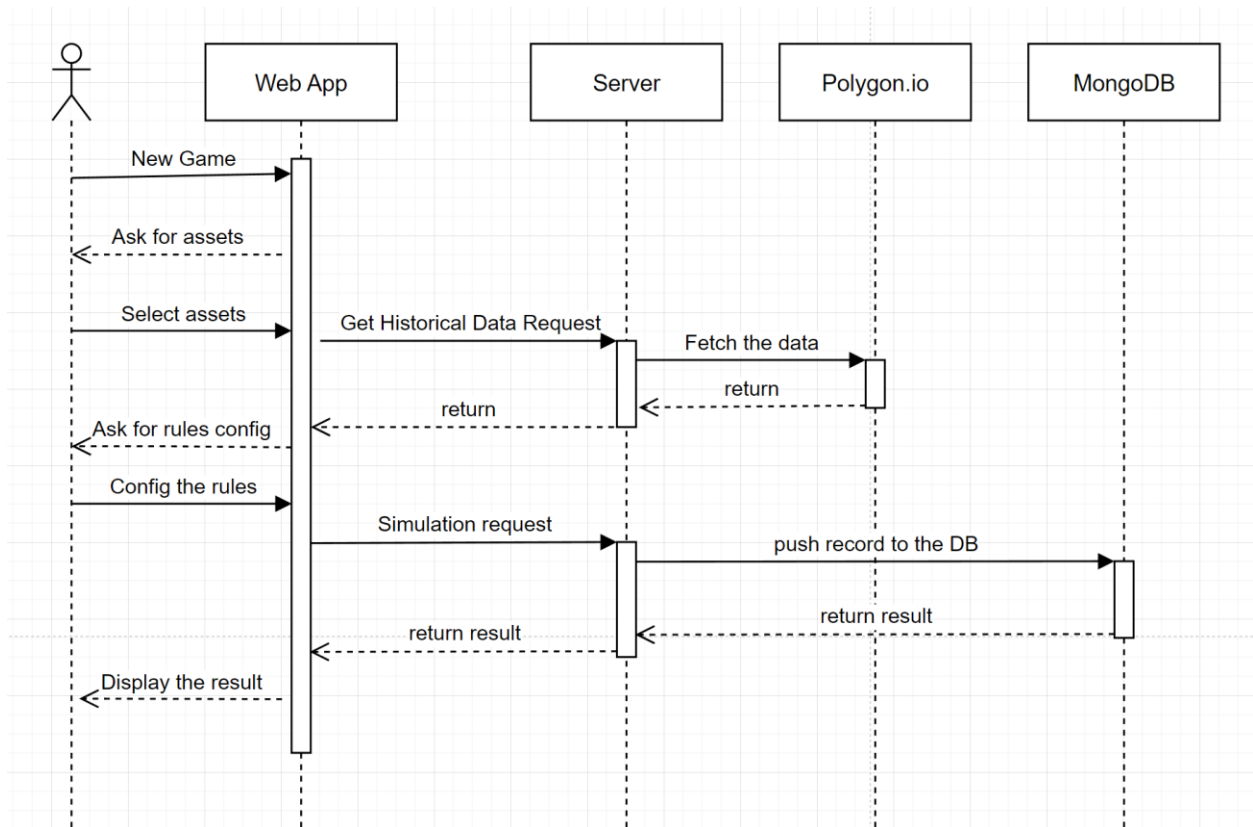 Web App
Server
Polygon.io
MongoDB
New Game
Ask for assets
Select assets
Get Historical Data Request
Fetch the data
return
return
Ask for rules config
Config the rules
Simulation request
push record to the DB
return result
return result
Display the result